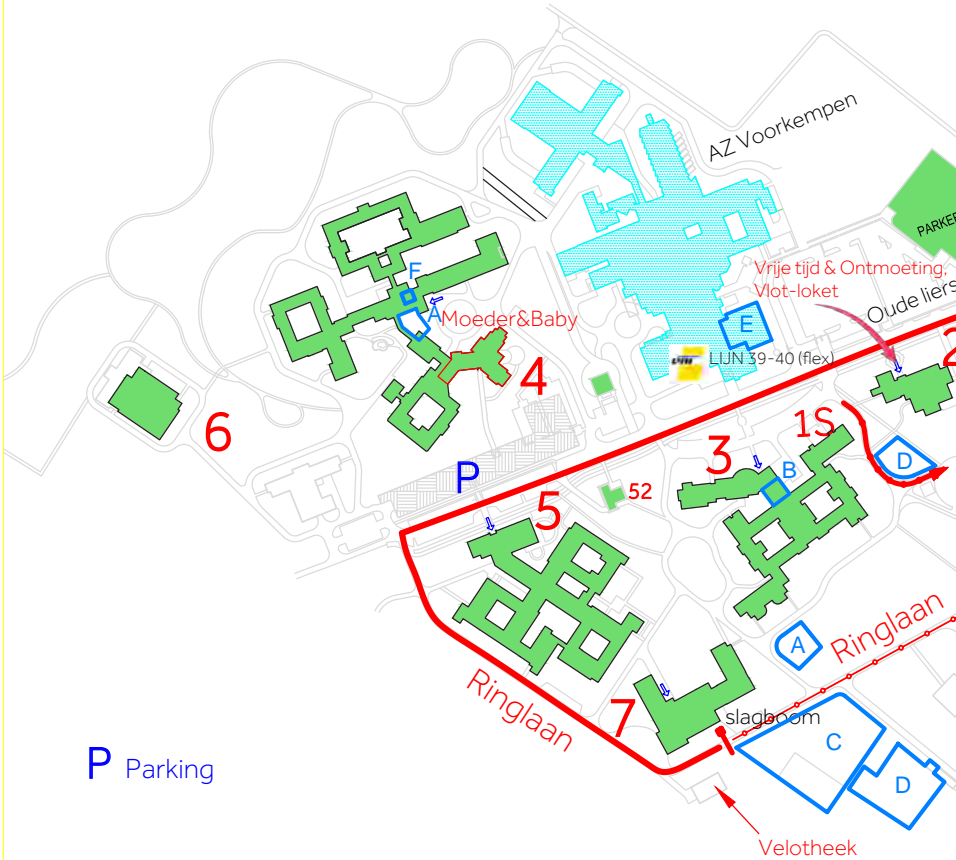 AZ Voorkempen
PARKER
Vrije tijd & Ontmoeting,
Vlot-loket
Oude liers
F
A
Moeder&Baby
E
LIJN 39-40 (flex)
2
4
6
1S
3
D
B
P
52
5
A
Ringlaan
Ringlaan
7
slagboom
C
D
P Parking
Velotheek